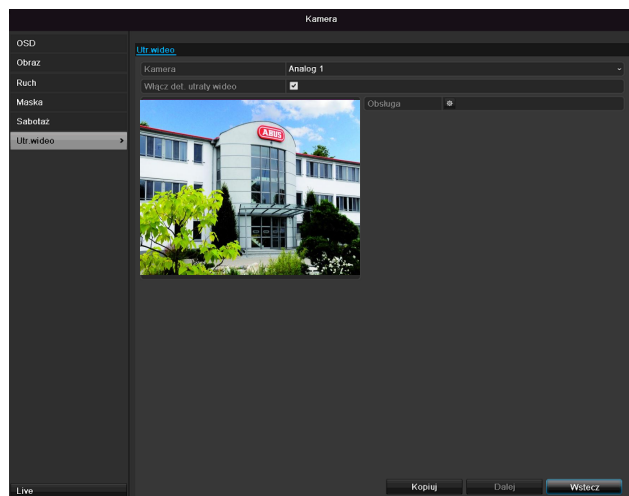 Kamera
OSD
Obraz
Ruch
Maska
Sabotaż
Utr.wideo
Utr.wideo
Kamera Analog 1
Włącz det. utraty wideo
Obsługa
ABUS
Live
Kopiuj
Dalej
Wstecz